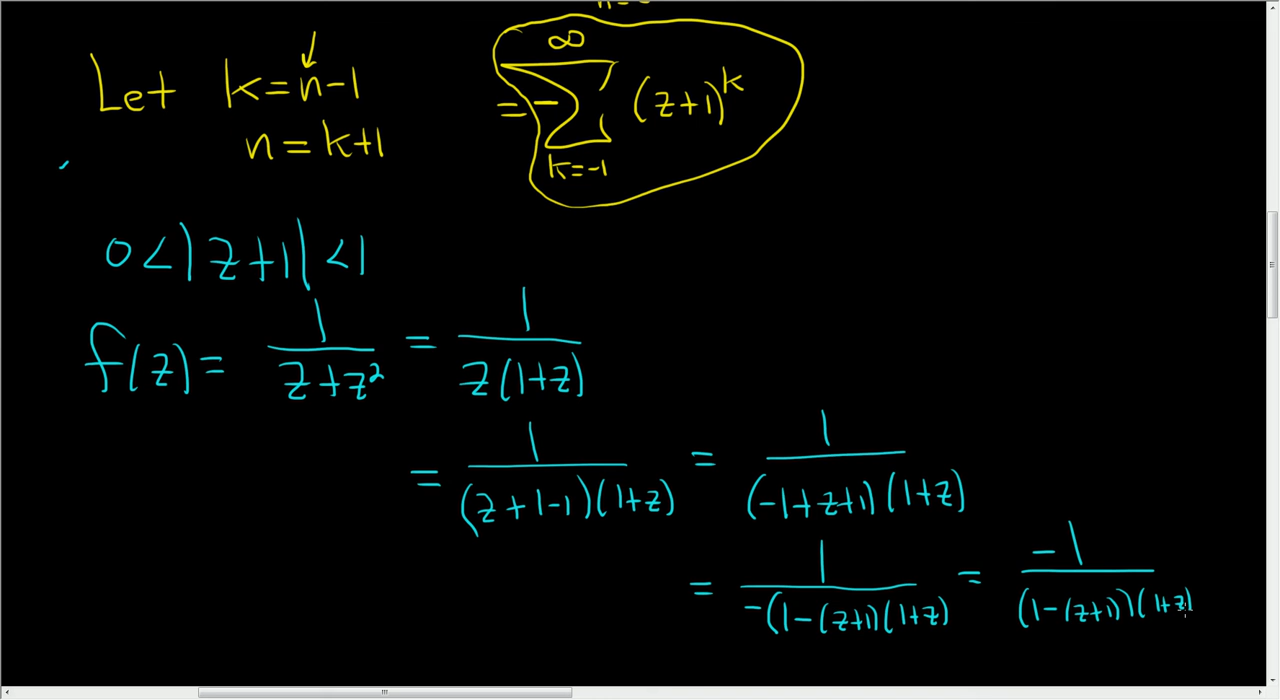 Let k = n-1
n = k+1
= - ∞ ∑ k=-1 (z+1)^k
0 < |z+1| < 1
f(z) = 1/(z+z²) = 1/(z(1+z))
= 1/((z+1-1)(1+z)) = 1/((-1+z+1)(1+z))
= 1/(-(1-(z+1)(1+z)) = -1/((1-(z+1))(1+z)